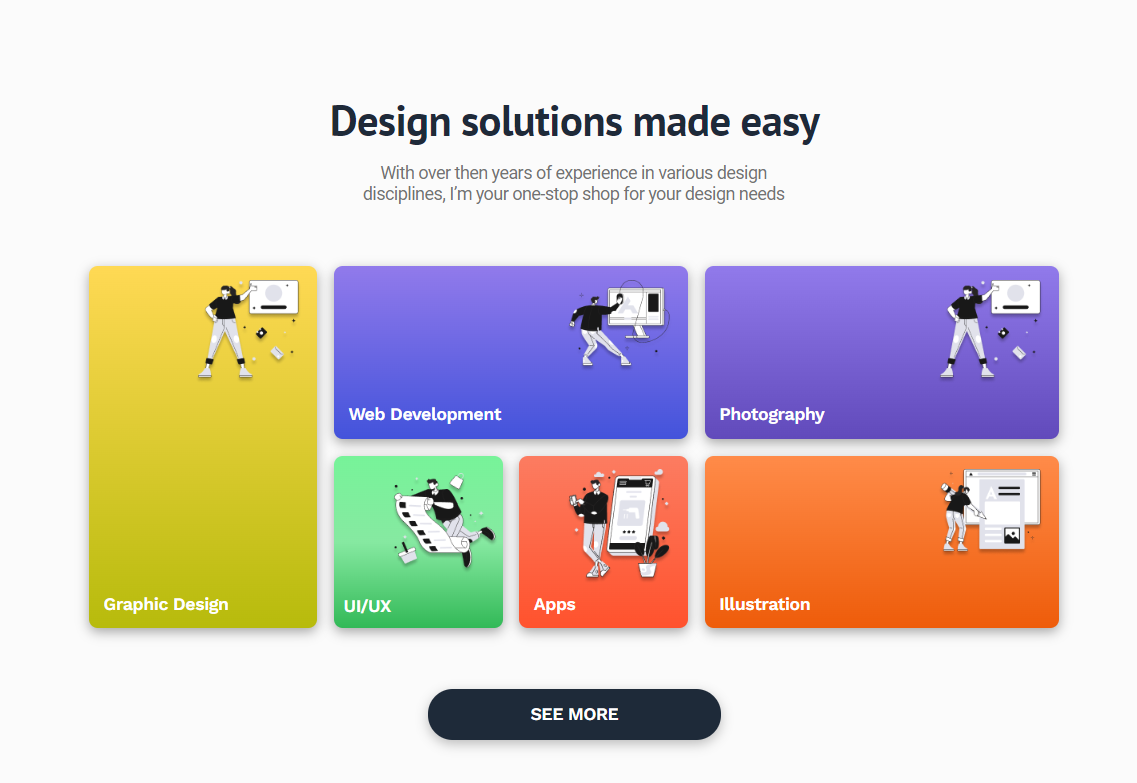 Design solutions made easy
With over then years of experience in various design
disciplines, I’m your one-stop shop for your design needs
Web Development
Photography
Graphic Design
UI/UX
Apps
Illustration
A
SEE MORE